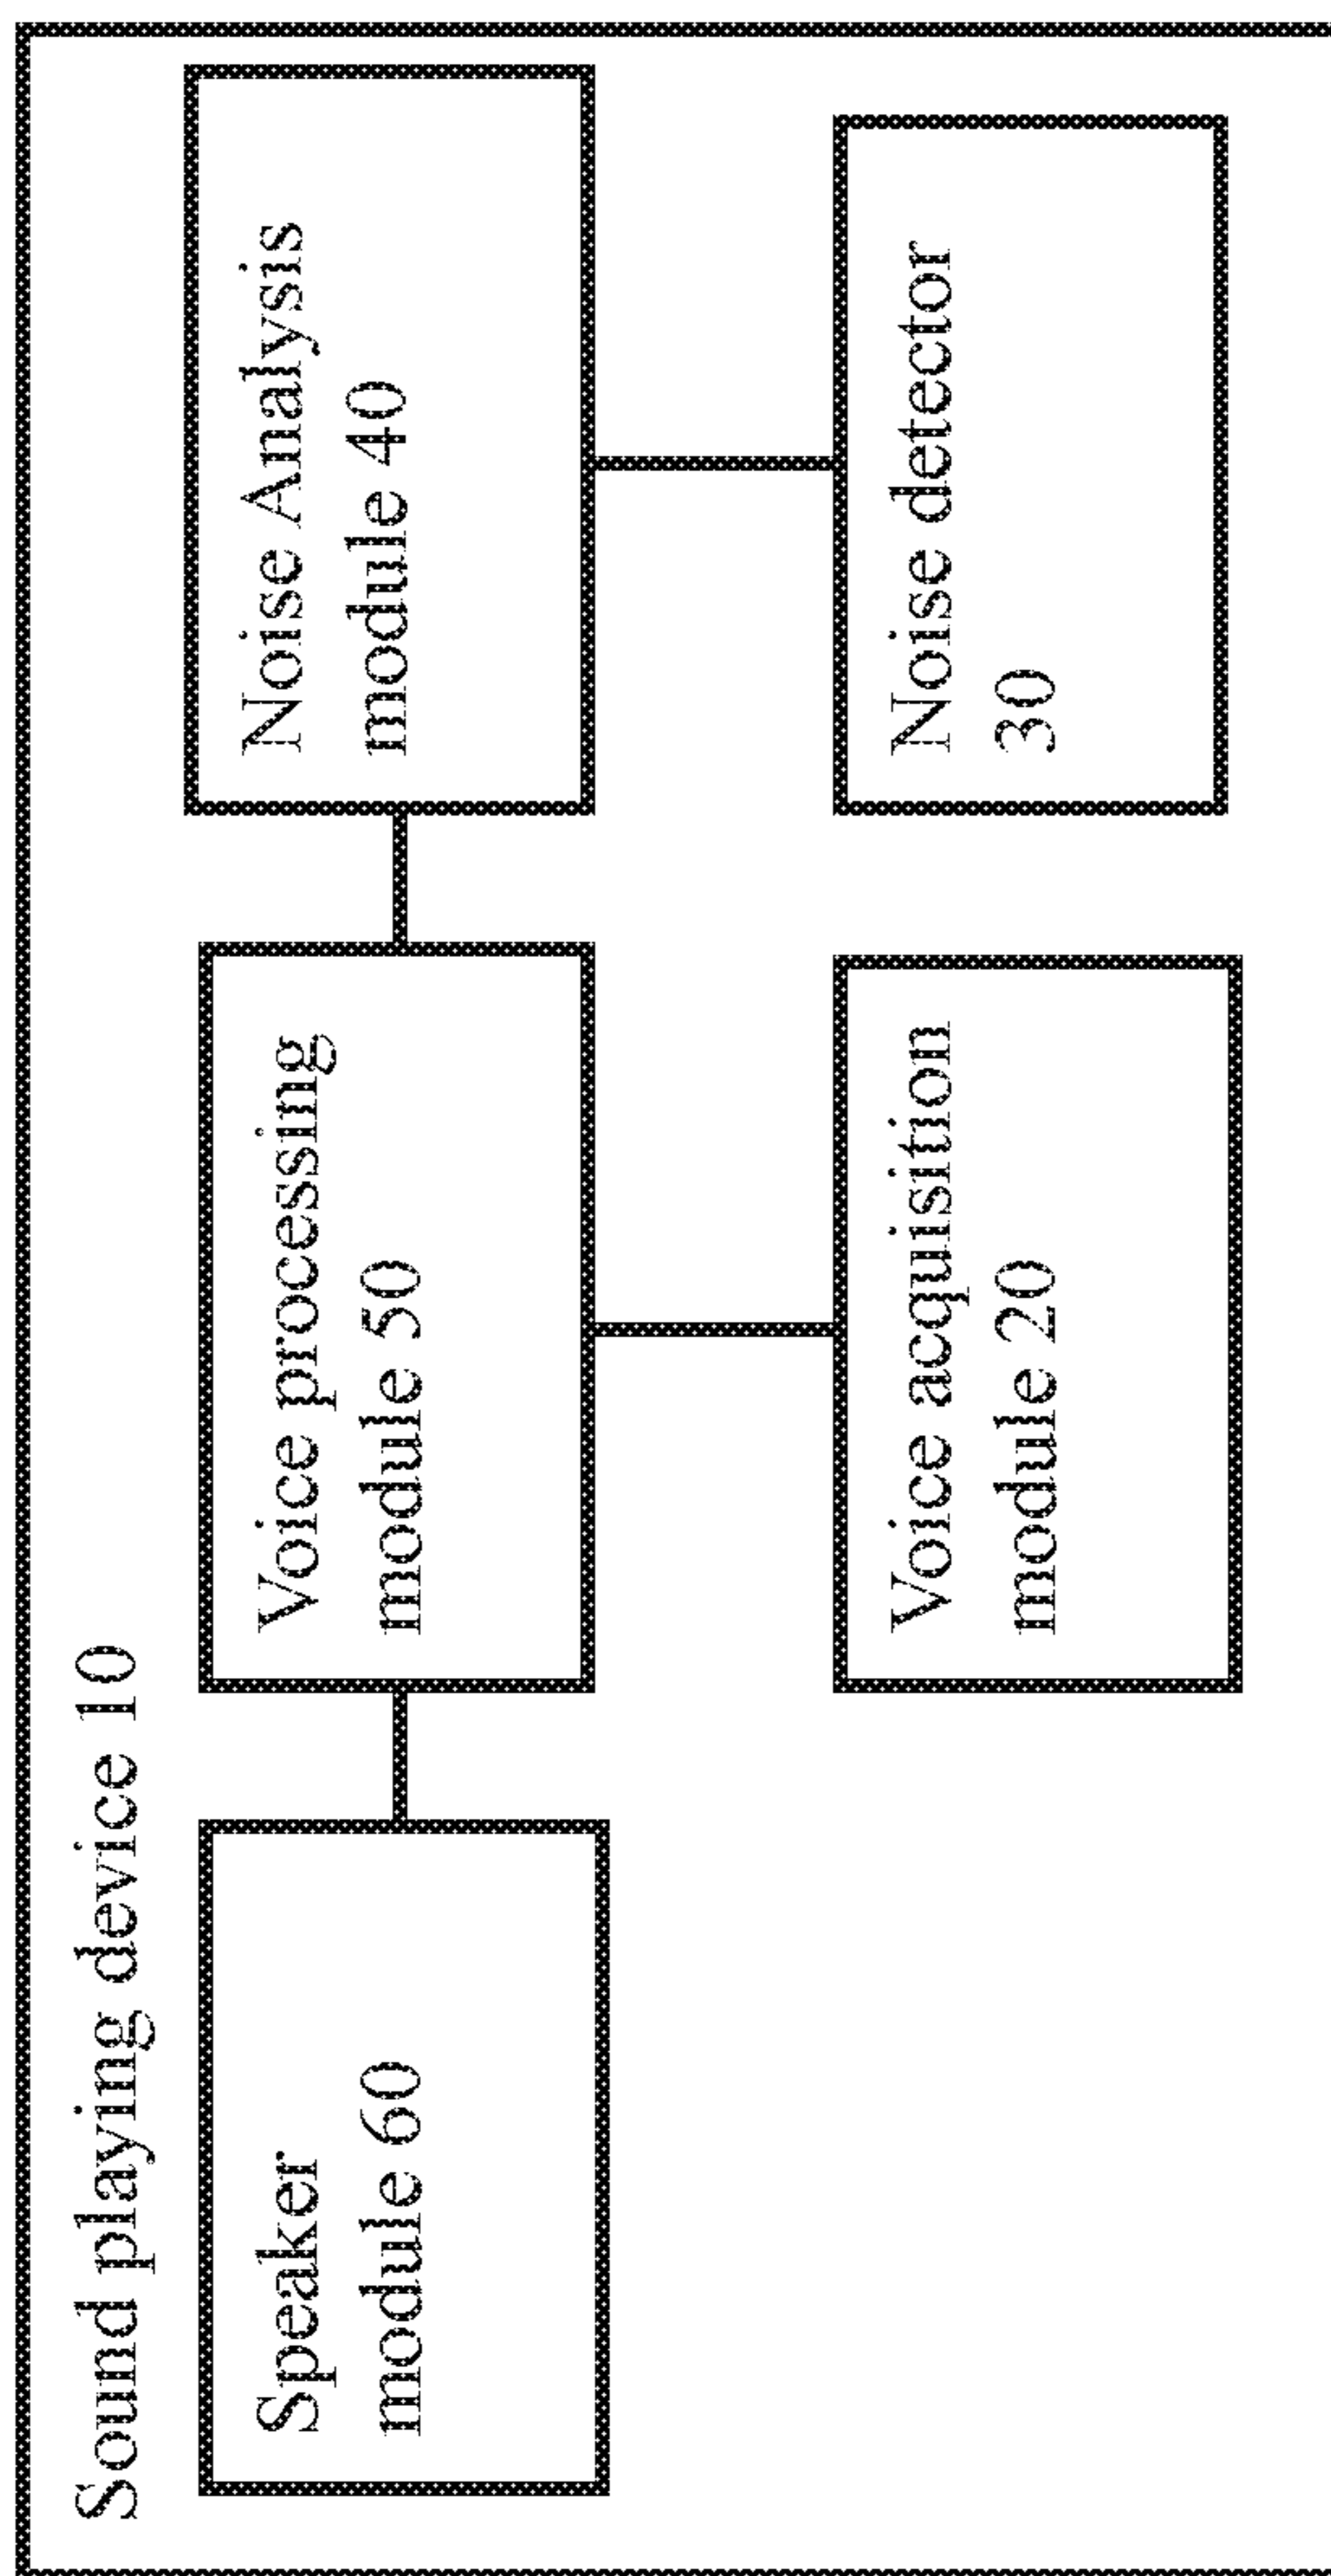 Sound playing device 10
Speaker
module 60
Voice processing
module 50
Noise Analysis
module 40
Voice acquisition
module 20
Noise detector
30